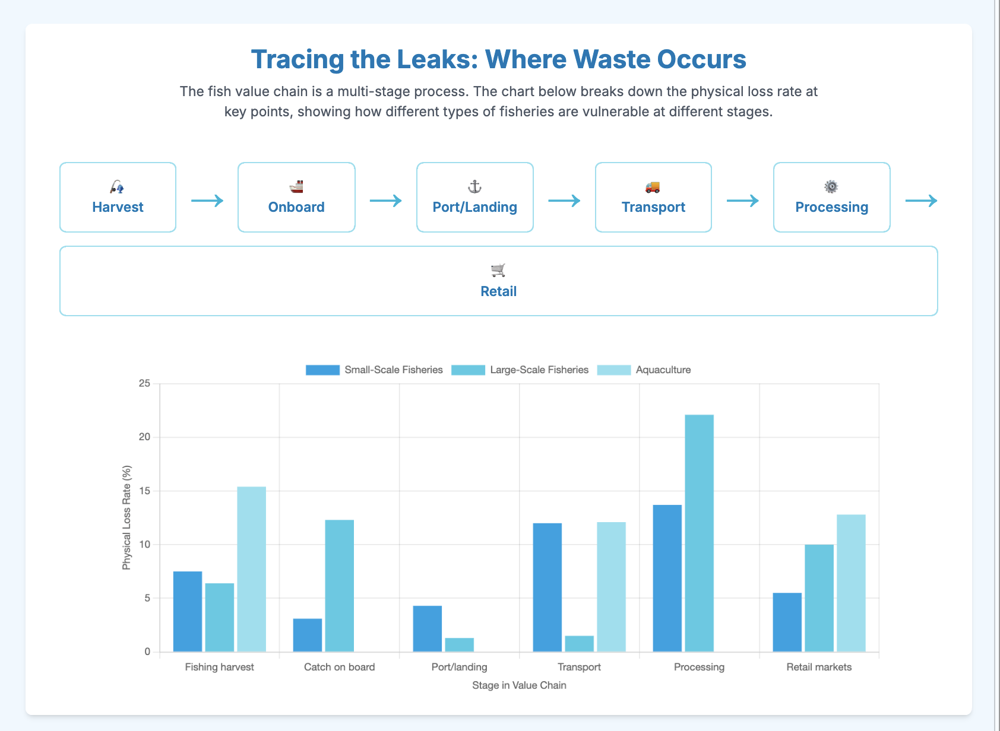 Tracing the Leaks: Where Waste Occurs
The fish value chain is a multi-stage process. The chart below breaks down the physical loss rate at
key points, showing how different types of fisheries are vulnerable at different stages.
Harvest
Onboard
Port/Landing
Transport
Processing
Retail
Small-Scale Fisheries
Large-Scale Fisheries
Aquaculture
25
20
15
10
5
0
Physical Loss Rate (%)
Fishing harvest
Catch on board
Port/landing
Transport
Processing
Retail markets
Stage in Value Chain